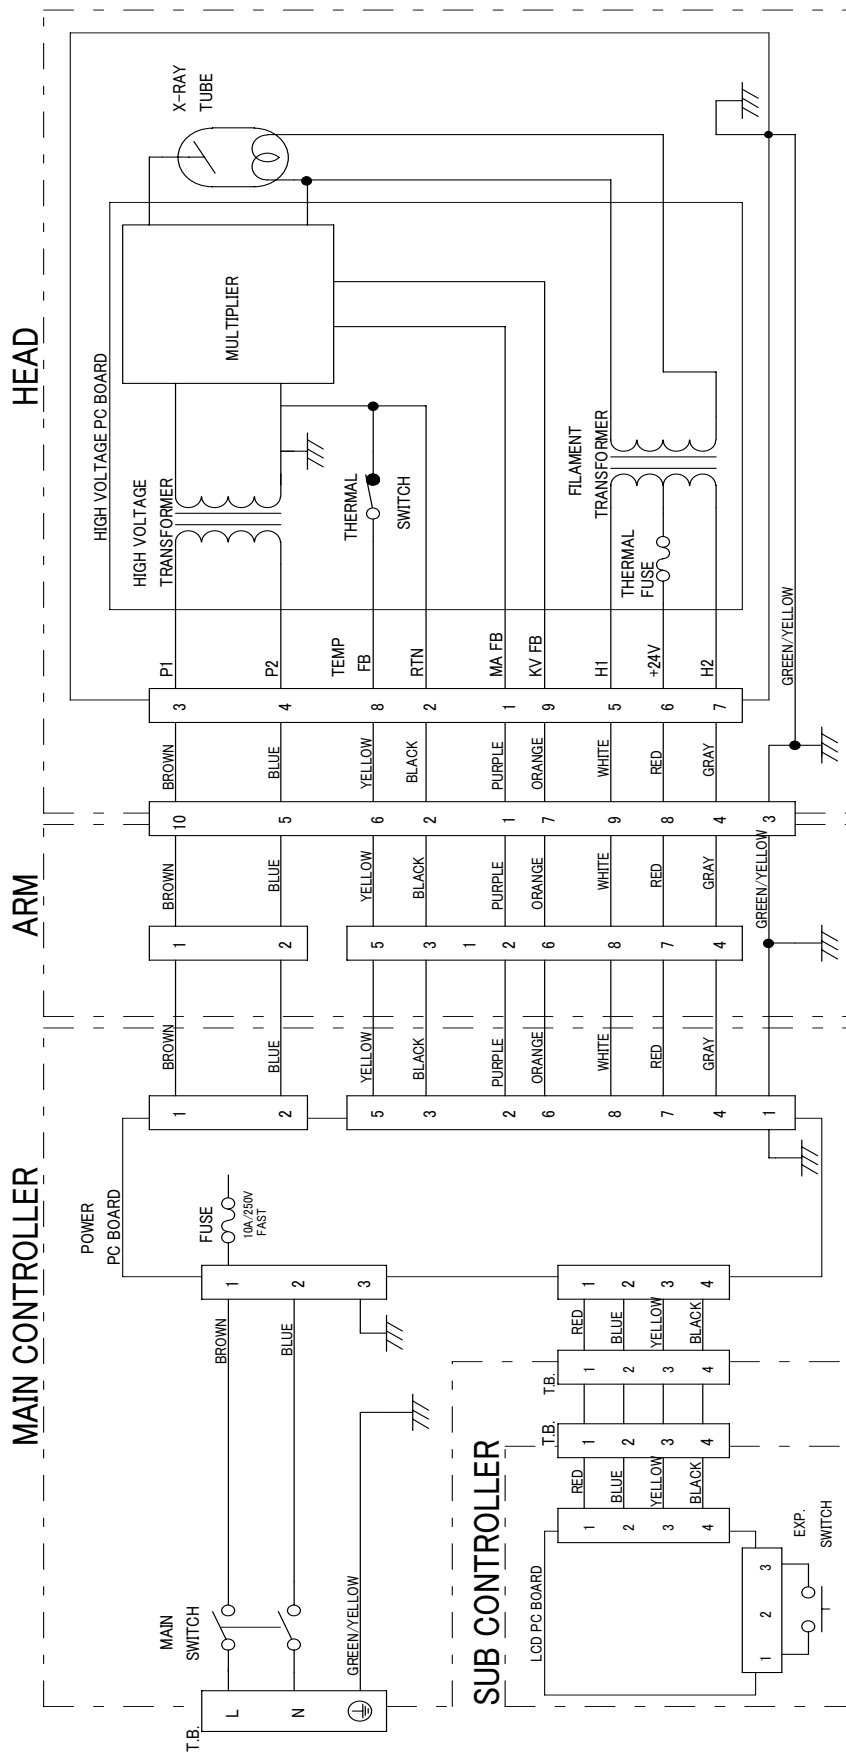 MAIN CONTROLLER
ARM
HEAD
T.B.
L
N
MAIN
SWITCH
GREEN/YELLOW
BROWN
BLUE
1
2
3
FUSE
10A/250V
FAST
POWER
PC BOARD
1
2
5
3
2
6
8
7
4
1
BROWN
BLUE
YELLOW
BLACK
PURPLE
ORANGE
WHITE
RED
GRAY
1
2
5
3
1
2
6
8
7
4
BROWN
BLUE
YELLOW
BLACK
PURPLE
ORANGE
WHITE
RED
GRAY
GREEN/YELLOW
10
5
6
2
1
7
9
8
4
3
BROWN
BLUE
YELLOW
BLACK
PURPLE
ORANGE
WHITE
RED
GRAY
3
4
8
2
1
9
5
6
7
P1
P2
TEMP
FB
RTN
MA FB
KV FB
H1
+24V
H2
GREEN/YELLOW
HIGH VOLTAGE PC BOARD
HIGH VOLTAGE
TRANSFORMER
THERMAL
SWITCH
THERMAL
FUSE
FILAMENT
TRANSFORMER
MULTIPLIER
X-RAY
TUBE
SUB CONTROLLER
LCD PC BOARD
1
2
3
4
RED
BLUE
YELLOW
BLACK
T.B.
1
2
3
4
T.B.
1
2
3
4
RED
BLUE
YELLOW
BLACK
1
2
3
4
1
2
3
EXP.
SWITCH